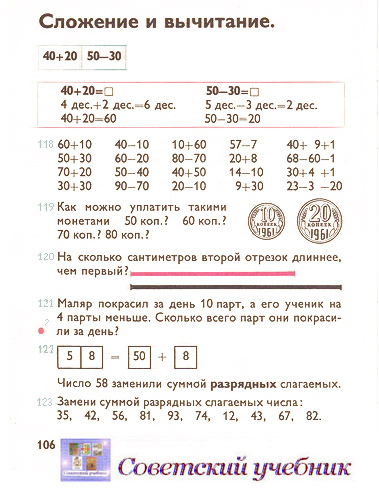 Сложение и вычитание.
40+20 50−30
40+20=□ 50−30=□
4 дес.+2 дес.=6 дес. 5 дес.−3 дес.=2 дес.
40+20=60 50−30=20
118 60+10 40−10 10+60 57−7 40+ 9+1
50+30 60−20 80−70 20+8 68−60−1
70+20 50−40 40+50 14−10 30+4 +1
30+30 90−70 20−10 9+30 23−3 −20
119 Как можно уплатить такими
монетами 50 коп.? 60 коп.?
70 коп.? 80 коп.?
10 КОПЕЕК 1961
20 КОПЕЕК 1961
120 На сколько сантиметров второй отрезок длиннее,
чем первый?
121 Маляр покрасил за день 10 парт, а его ученик на
4 парты меньше. Сколько всего парт они покраси-
ли за день?
?
122 5 8 = 50 + 8
Число 58 заменили суммой разрядных слагаемых.
123 Замени суммой разрядных слагаемых числа:
35, 42, 56, 81, 93, 74, 12, 43, 67, 82.
106
Советский учебник